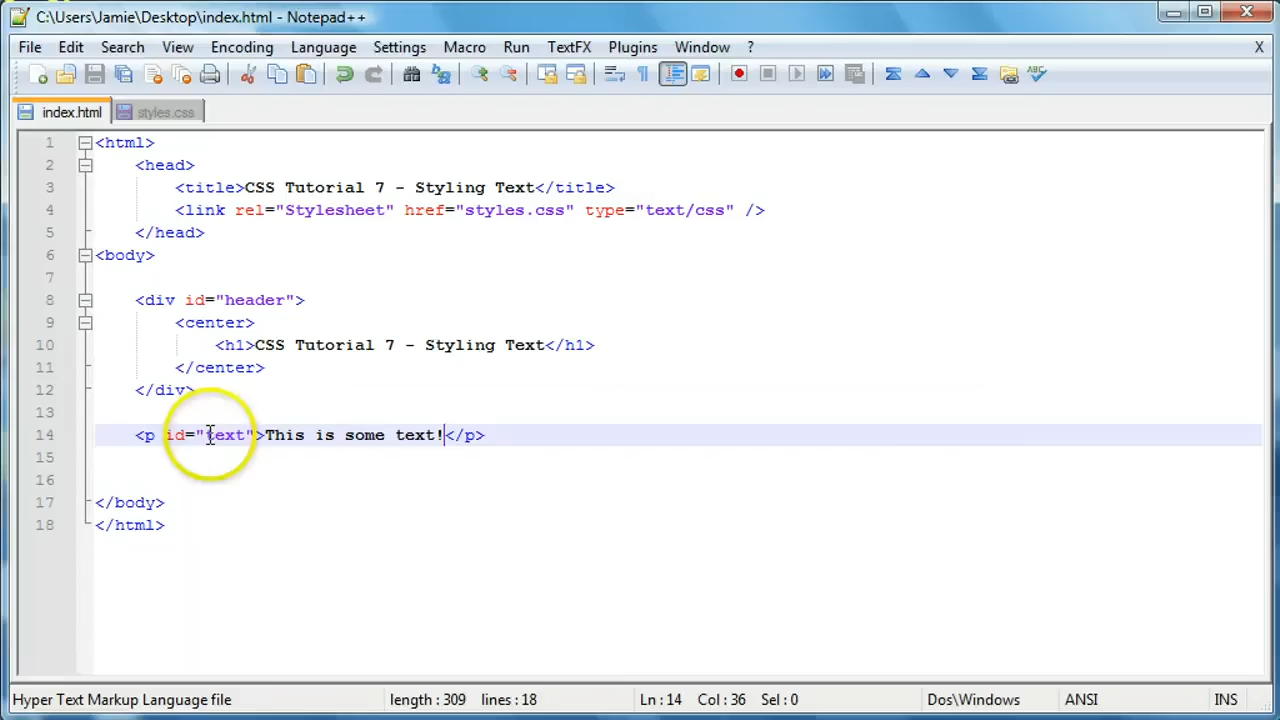 C:\Users\Jamie\Desktop\index.html - Notepad++
File Edit Search View Encoding Language Settings Macro Run TextFX Plugins Window ? X
index.html styles.css
1 <html>
2 <head>
3 <title>CSS Tutorial 7 - Styling Text</title>
4 <link rel="Stylesheet" href="styles.css" type="text/css" />
5 </head>
6 <body>
7
8 <div id="header">
9 <center>
10 <h1>CSS Tutorial 7 - Styling Text</h1>
11 </center>
12 </div>
13
14 <p id="text">This is some text!</p>
15
16
17 </body>
18 </html>
Hyper Text Markup Language file length : 309 lines : 18 Ln : 14 Col : 36 Sel : 0 Dos\Windows ANSI INS